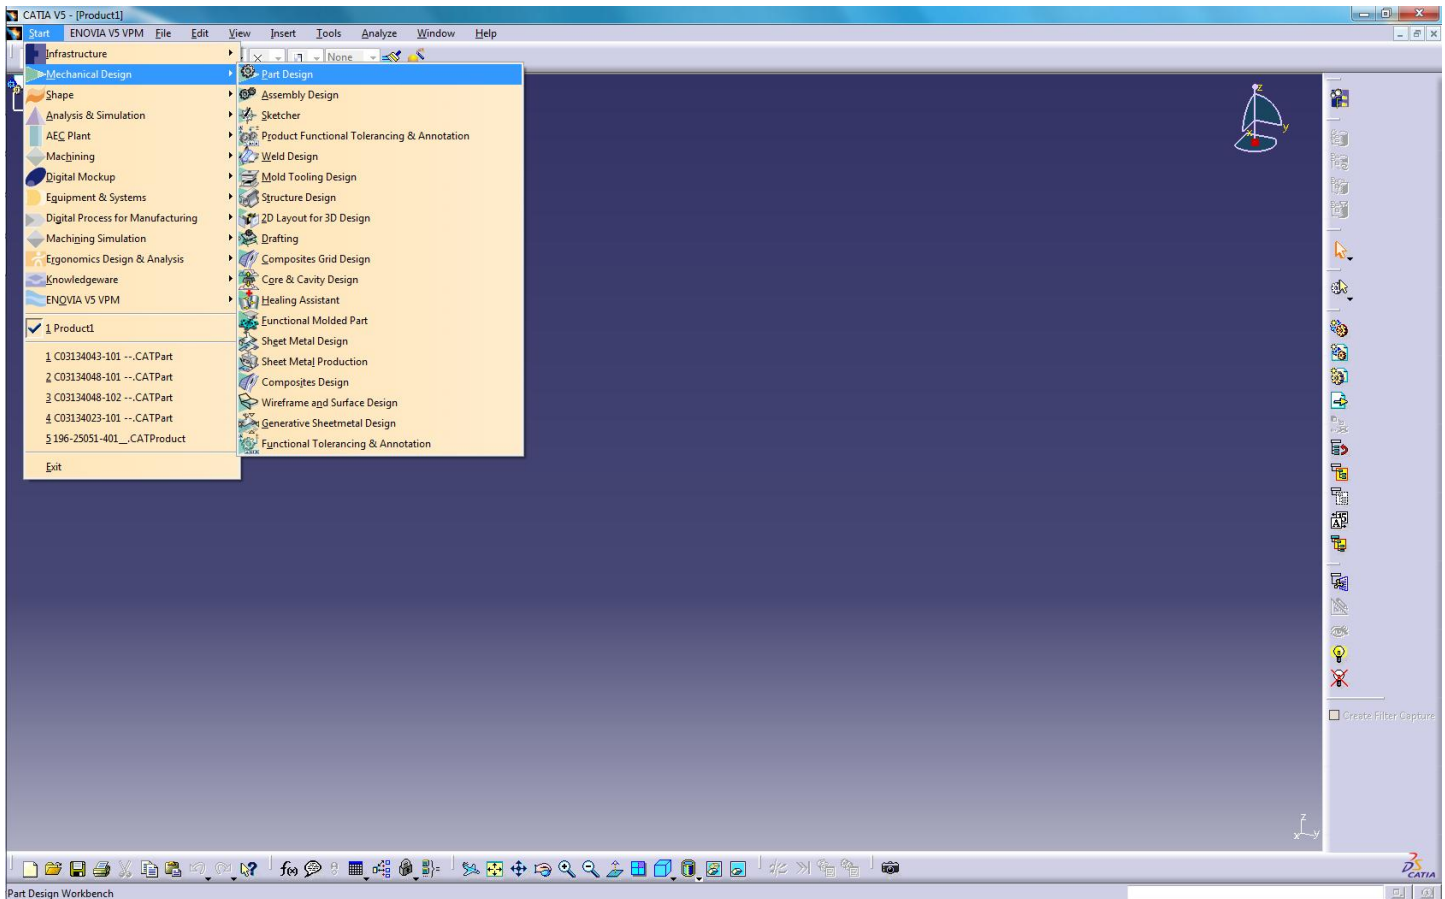 CATIA V5 - [Product1]
Start ENOVIA V5 VPM File Edit View Insert Tools Analyze Window Help
Infrastructure
None
Mechanical Design
Shape
Analysis & Simulation
AEC Plant
Machining
Digital Mockup
Equipment & Systems
Digital Process for Manufacturing
Machining Simulation
Ergonomics Design & Analysis
Knowledgeware
ENOVIA V5 VPM
1 Product1
1 C03134043-101 --.CATPart
2 C03134048-101 --.CATPart
3 C03134048-102 --.CATPart
4 C03134023-101 --.CATPart
5 196-25051-401__.CATProduct
Exit
Part Design
Assembly Design
Sketcher
Product Functional Tolerancing & Annotation
Weld Design
Mold Tooling Design
Structure Design
2D Layout for 3D Design
Drafting
Composites Grid Design
Core & Cavity Design
Healing Assistant
Functional Molded Part
Sheet Metal Design
Sheet Metal Production
Composites Design
Wireframe and Surface Design
Generative Sheetmetal Design
Functional Tolerancing & Annotation
z
y
x
Create Filter Capture
z
x y
f(x)
CATIA
Part Design Workbench